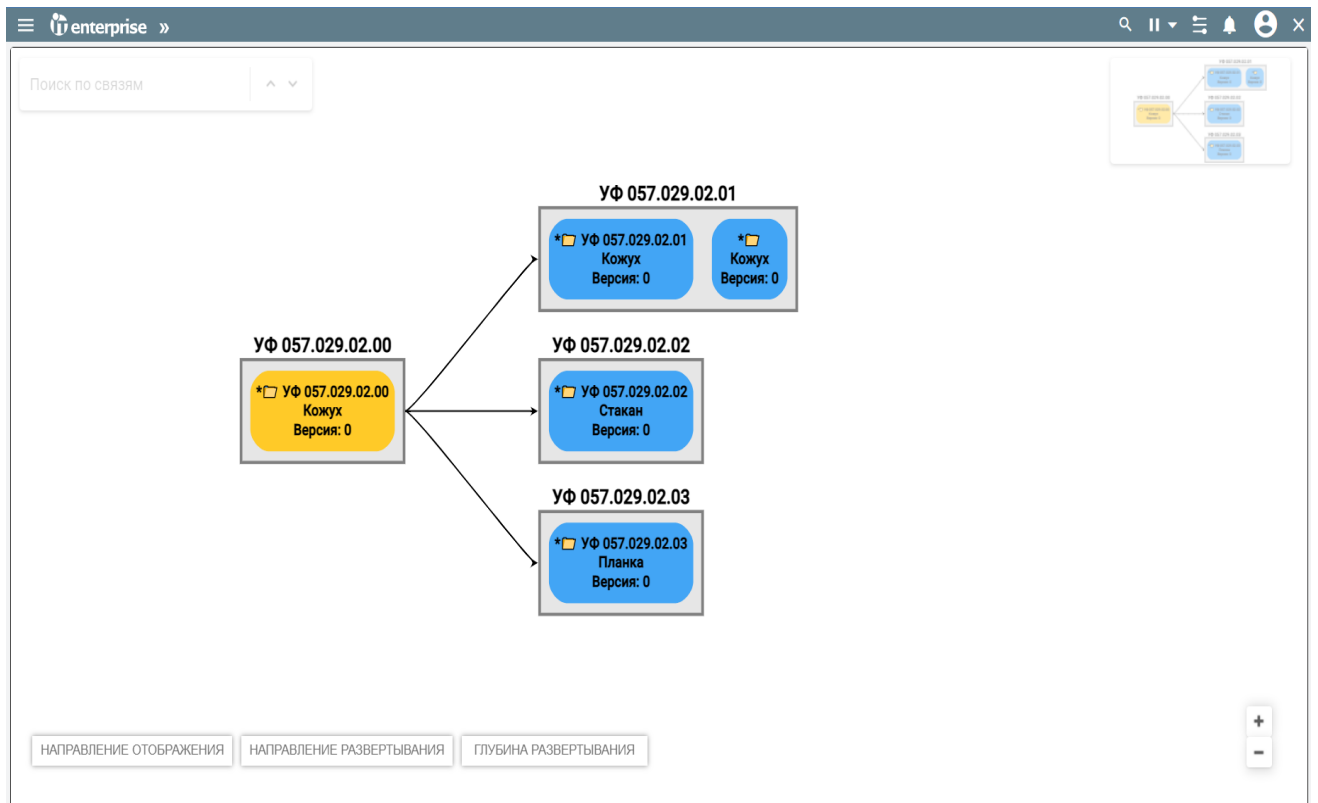 enterprise »
Поиск по связям
УФ 057.029.02.01
* УФ 057.029.02.01
Кожух
Версия: 0
*
Кожух
Версия: 0
УФ 057.029.02.00
* УФ 057.029.02.00
Кожух
Версия: 0
УФ 057.029.02.02
* УФ 057.029.02.02
Стакан
Версия: 0
УФ 057.029.02.03
* УФ 057.029.02.03
Планка
Версия: 0
НАПРАВЛЕНИЕ ОТОБРАЖЕНИЯ
НАПРАВЛЕНИЕ РАЗВЕРТЫВАНИЯ
ГЛУБИНА РАЗВЕРТЫВАНИЯ